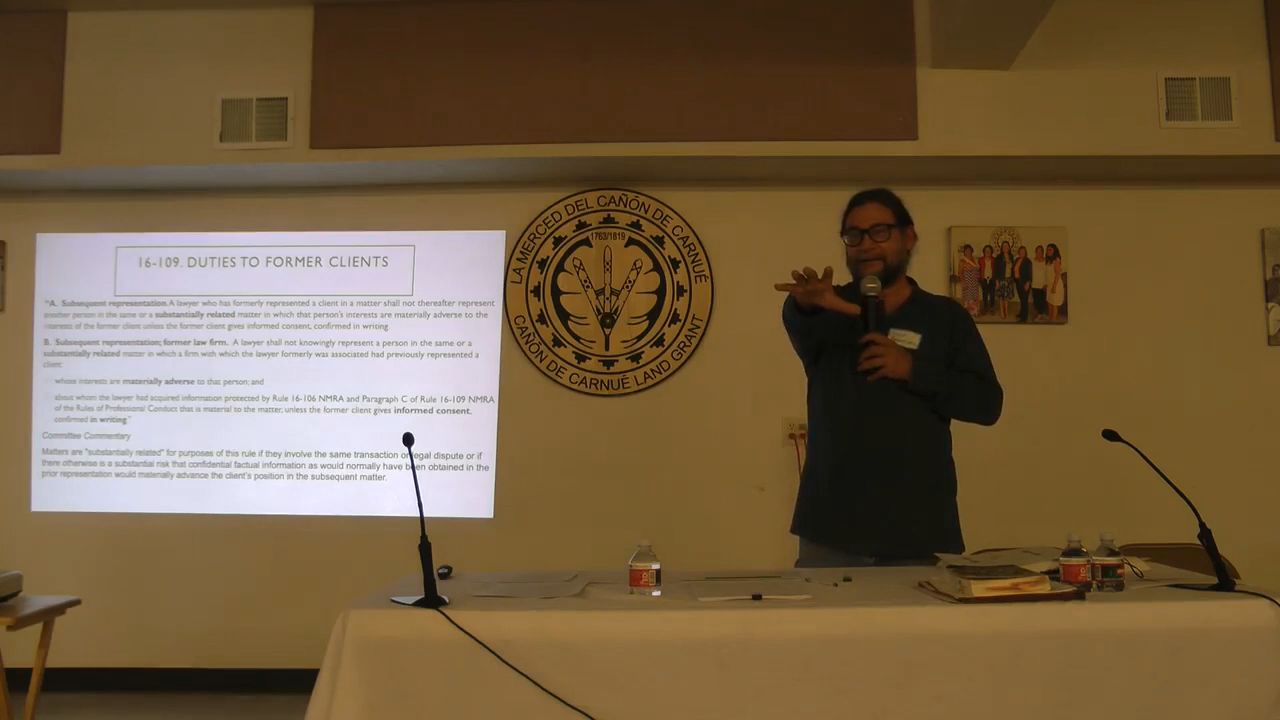 16-109. DUTIES TO FORMER CLIENTS
"A. Subsequent representation. A lawyer who has formerly represented a client in a matter shall not thereafter represent
another person in the same or a substantially related matter in which that person's interests are materially adverse to the
interests of the former client unless the former client gives informed consent, confirmed in writing.
B. Subsequent representation; former law firm. A lawyer shall not knowingly represent a person in the same or a
substantially related matter in which a firm with which the lawyer formerly was associated had previously represented a
client:
whose interests are materially adverse to that person; and
about whom the lawyer had acquired information protected by Rule 16-106 NMRA and Paragraph C of Rule 16-109 NMRA
of the Rules of Professional Conduct that is material to the matter, unless the former client gives informed consent,
confirmed in writing."
Committee Commentary
Matters are "substantially related" for purposes of this rule if they involve the same transaction or legal dispute or if
there otherwise is a substantial risk that confidential factual information as would normally have been obtained in the
prior representation would materially advance the client's position in the subsequent matter.
LA MERCED DEL CAÑÓN DE CARNUÉ
1763/1819
CAÑON DE CARNUÉ LAND GRANT